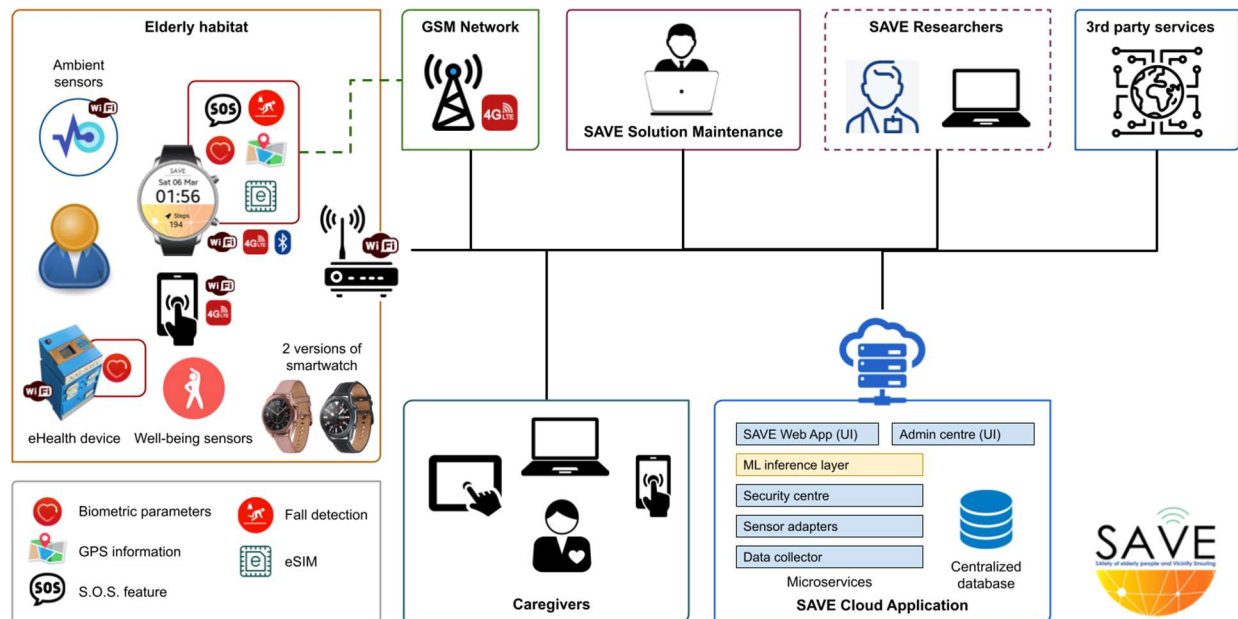 Elderly habitat
Ambient
sensors
WiFi
SOS
SAVE
Sat 06 Mar
01:56
Steps
194
e
WiFi
4G LTE
WiFi
WiFi
4G LTE
WiFi
eHealth device
Well-being sensors
2 versions of
smartwatch
GSM Network
4G LTE
SAVE Solution Maintenance
SAVE Researchers
3rd party services
Biometric parameters
Fall detection
GPS information
e
eSIM
SOS
S.O.S. feature
Caregivers
SAVE Web App (UI)
Admin centre (UI)
ML inference layer
Security centre
Sensor adapters
Data collector
Microservices
Centralized
database
SAVE Cloud Application
SAVE
SAfety of elderly people and Vicinity Ensuring